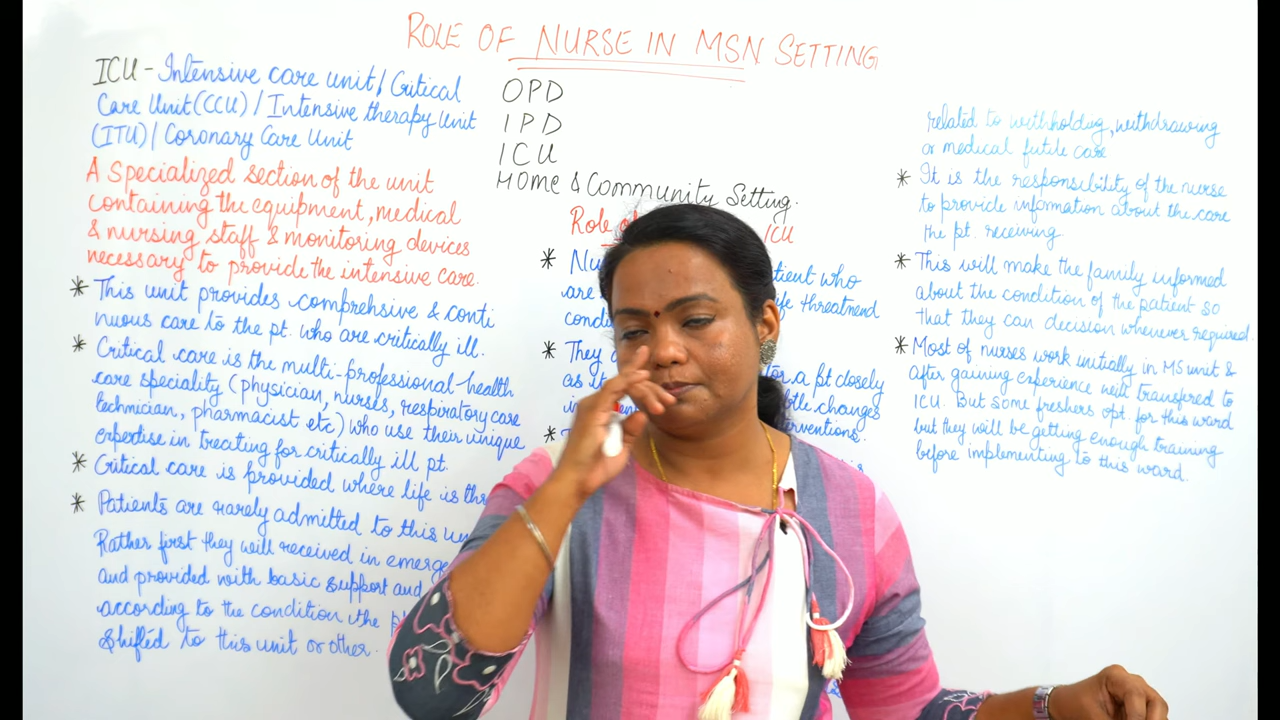 ROLE OF NURSE IN MSN SETTING
ICU - Intensive care unit / Critical
Care Unit (CCU) / Intensive therapy Unit
(ITU) / Coronary Care Unit
A Specialized section of the unit
containing the equipment, medical
& nursing staff & monitoring devices
necessary to provide the intensive care.
* This unit provides comprehsive & conti
nuous care to the pt. who are critically ill.
* Critical care is the multi-professional health
care speciality (physician, nurses, respiratory care
technician, pharmacist etc) who use their unique
expertise in treating for critically ill pt.
* Critical care is provided where life is
* Patients are rarely admitted to this
Rather first they will received in
and provided with basic support and
according to the condition the
shifted to this unit or other.
OPD
IPD
ICU
Home & Community Setting.
Role ICU
* who
are threatend
* They a pt closely
as changes
interventions.
*
related to withholding, withdrawing
or medical futile care
* It is the responsibility of the nurse
to provide information about the care
the pt. receiving
* This will make the family informed
about the condition of the patient so
that they can decision whenever required.
* Most of nurses work initially in MS unit &
after gaining experience will transfered to
ICU. But some freshers opt. for this ward
but they will be getting enough training
before implementing to this ward.